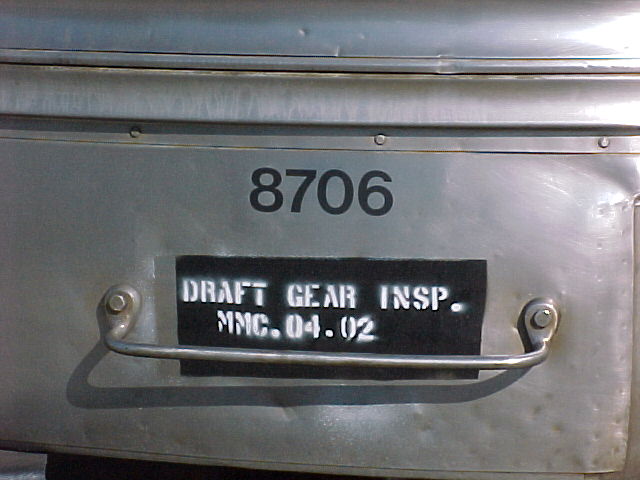 8706
DRAFT GEAR INSP.
MMC.04.02